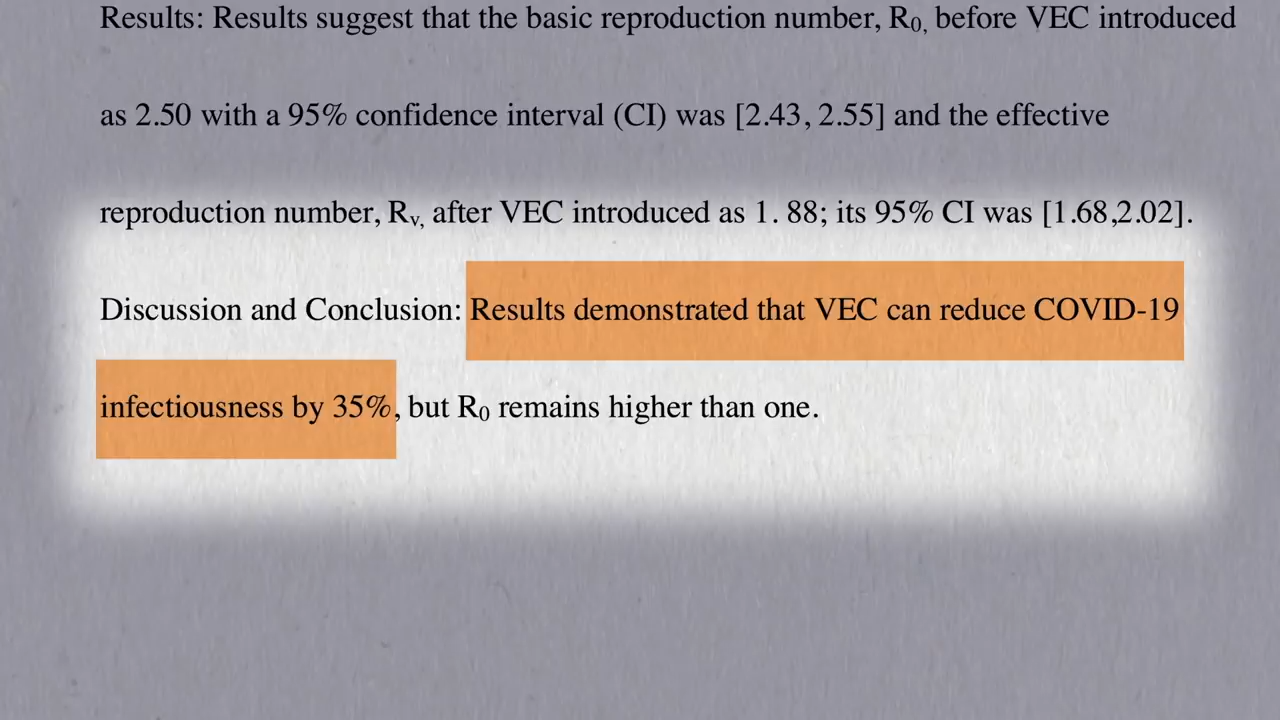 Results: Results suggest that the basic reproduction number, R₀, before VEC introduced
as 2.50 with a 95% confidence interval (CI) was [2.43, 2.55] and the effective
reproduction number, Rᵥ, after VEC introduced as 1. 88; its 95% CI was [1.68,2.02].
Discussion and Conclusion: Results demonstrated that VEC can reduce COVID-19
infectiousness by 35%, but R₀ remains higher than one.